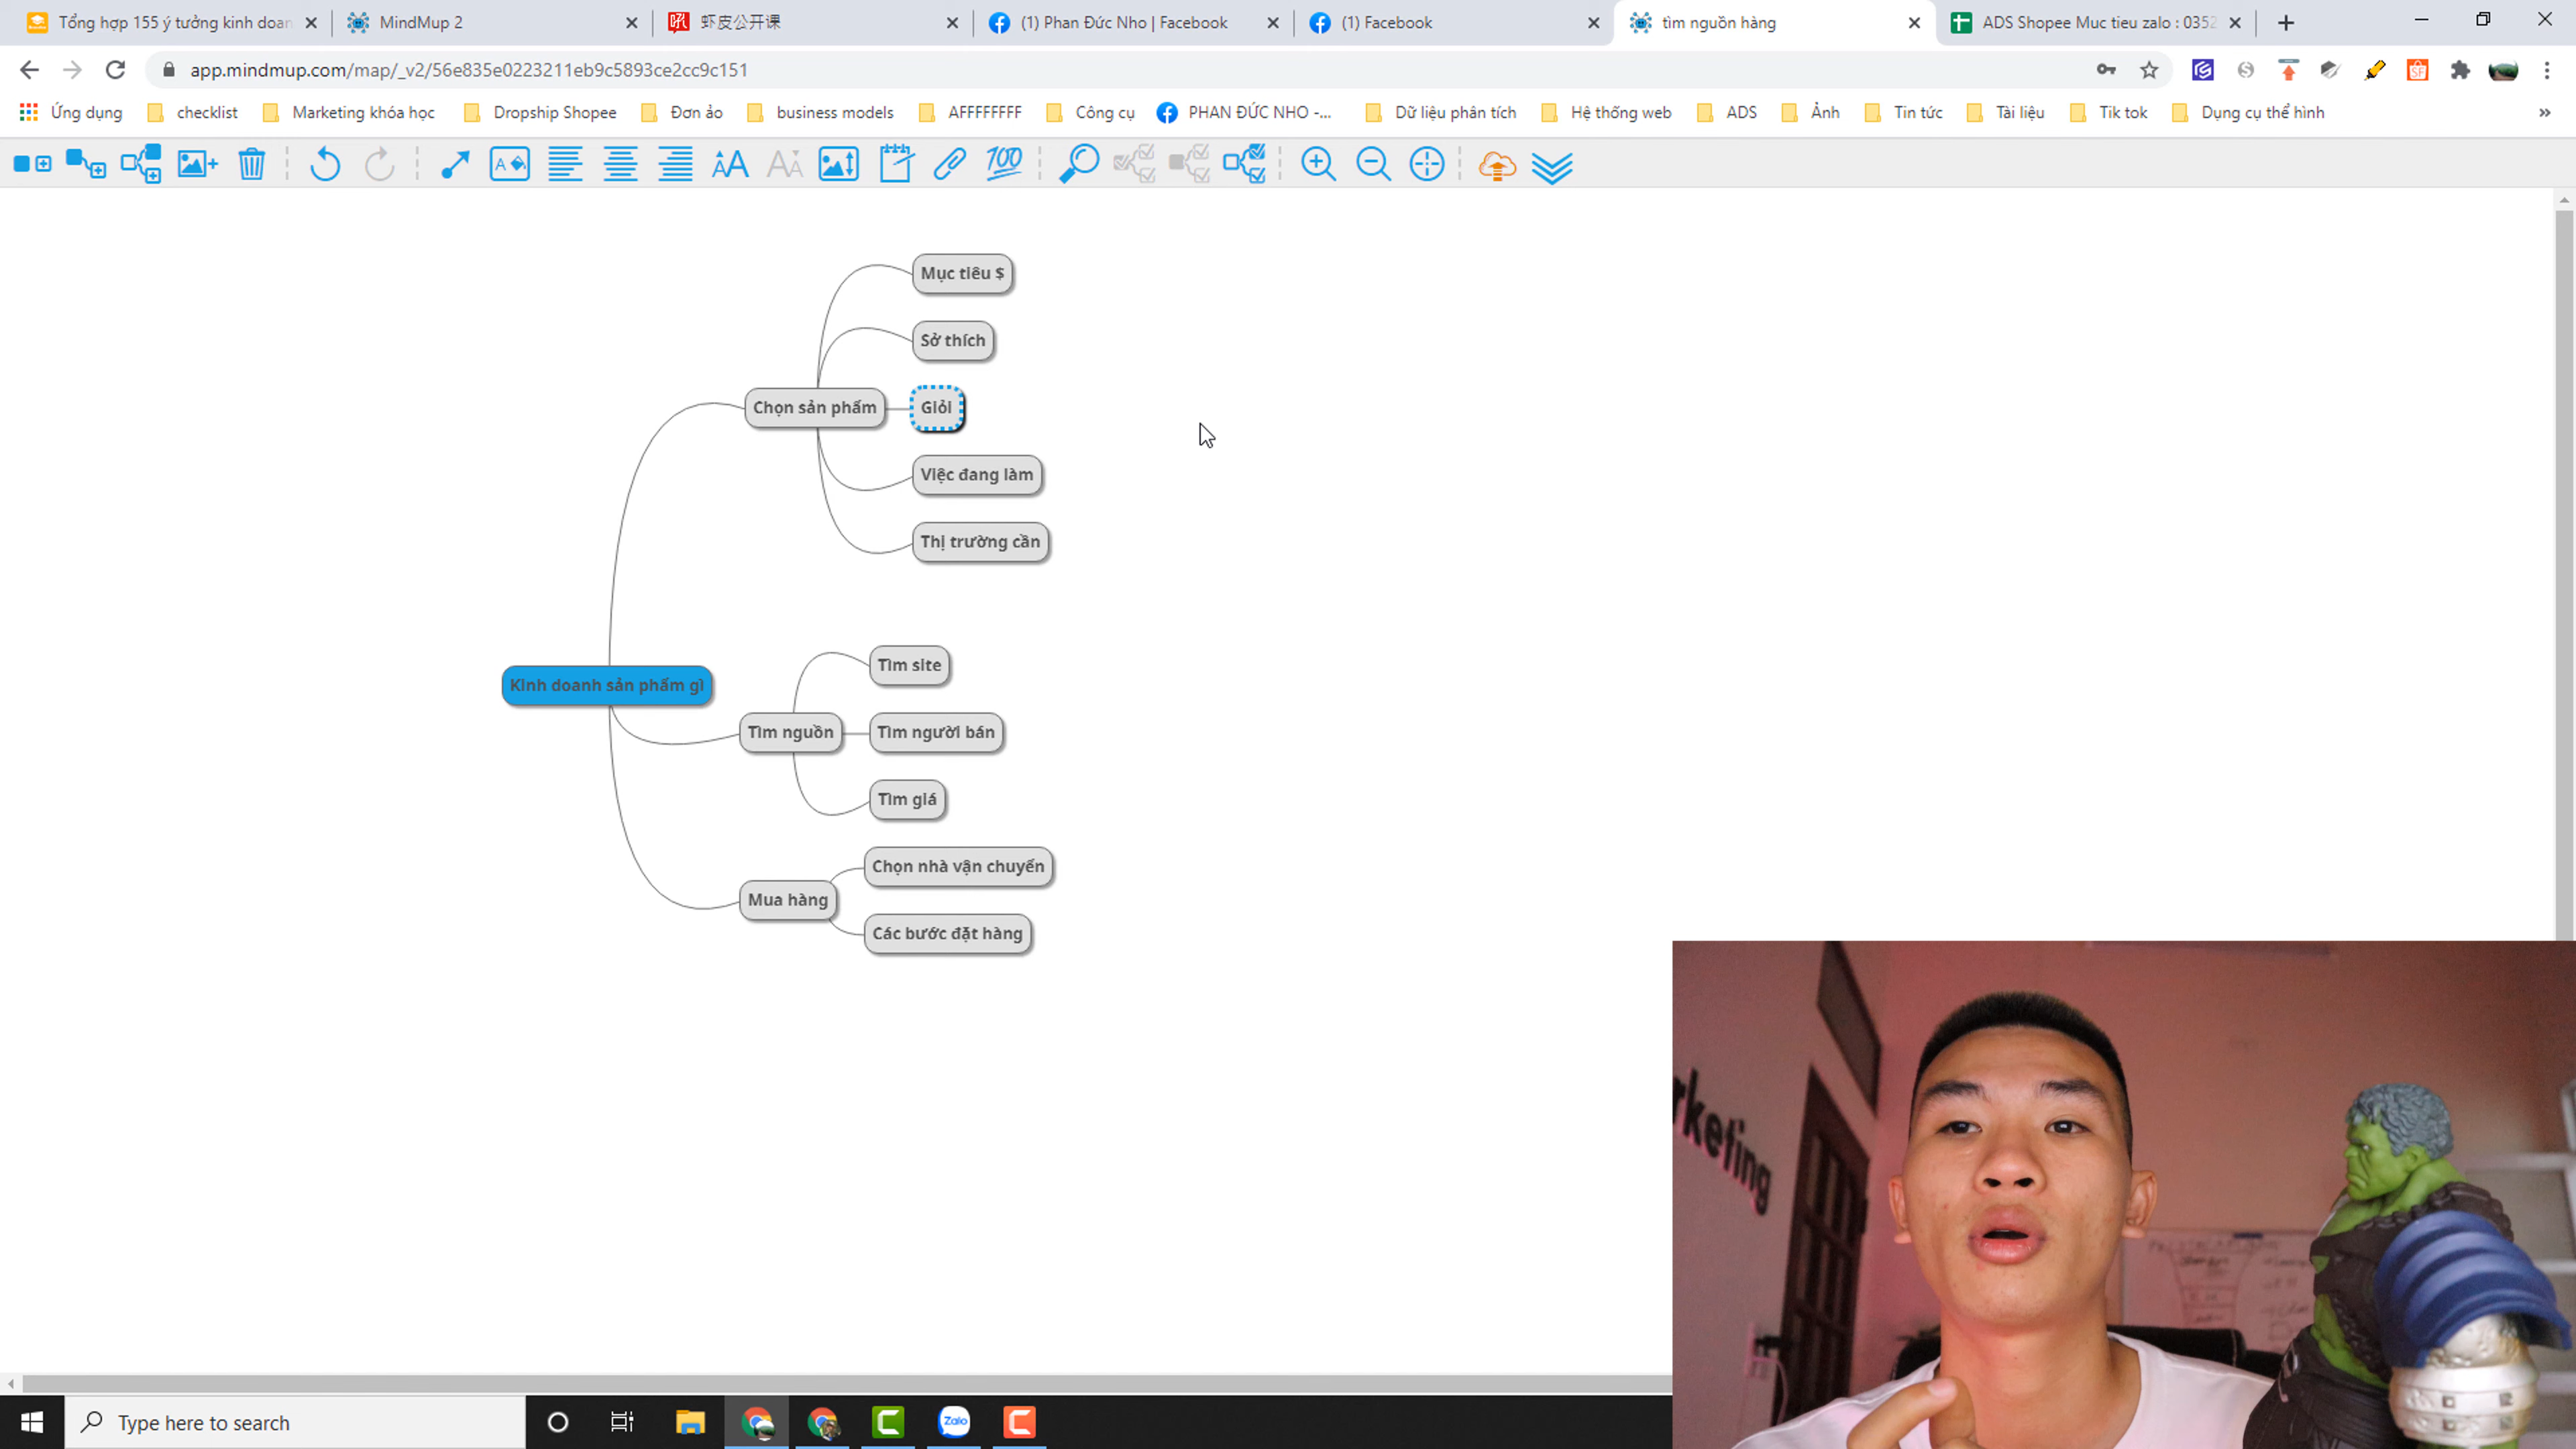 Tổng hợp 155 ý tưởng kinh doan
MindMup 2
虾皮公开课
(1) Phan Đức Nho | Facebook
(1) Facebook
tìm nguồn hàng
ADS Shopee Muc tieu zalo : 0352
app.mindmup.com/map/_v2/56e835e0223211eb9c5893ce2cc9c151
Ứng dụng
checklist
Marketing khóa học
Dropship Shopee
Đơn ảo
business models
AFFFFFFFF
Công cụ
PHAN ĐỨC NHO -...
Dữ liệu phân tích
Hệ thống web
ADS
Ảnh
Tin tức
Tài liệu
Tik tok
Dụng cụ thể hình
»
Mục tiêu $
Sở thích
Chọn sản phẩm
Giỏi
Việc đang làm
Thị trường cần
Tìm site
Kinh doanh sản phẩm gì
Tìm nguồn
Tìm người bán
Tìm giá
Chọn nhà vận chuyển
Mua hàng
Các bước đặt hàng
rketing
Type here to search
Zalo